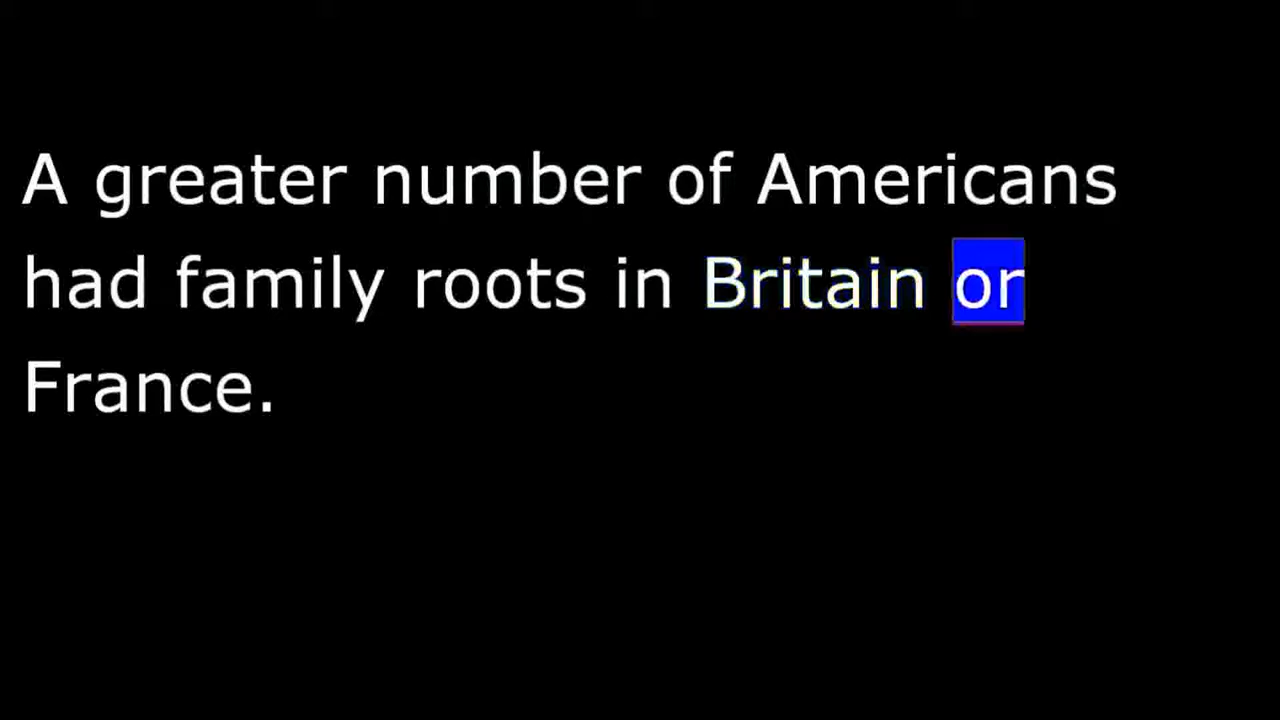 A greater number of Americans
had family roots in Britain or
France.